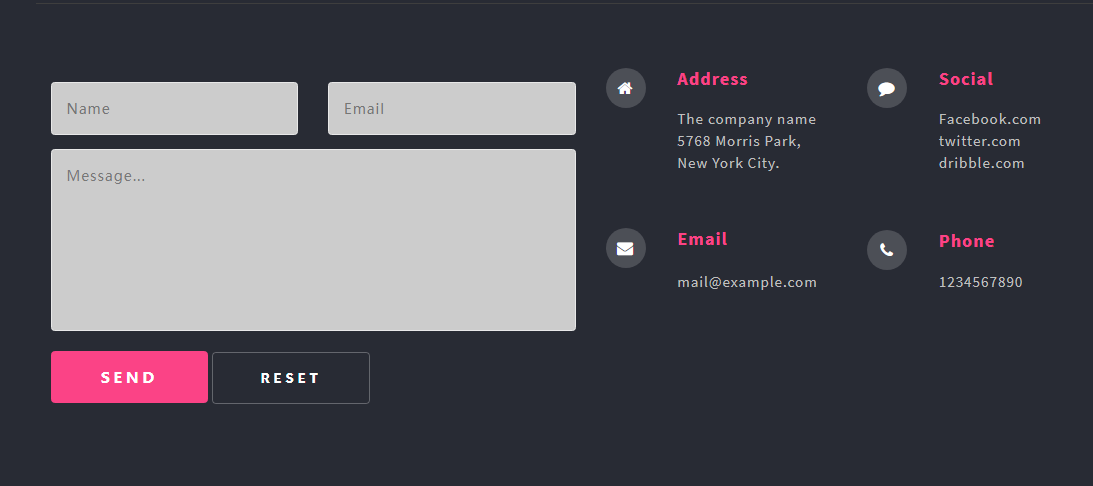 Name
Email
Message...
SEND
RESET
Address
The company name
5768 Morris Park,
New York City.
Social
Facebook.com
twitter.com
dribble.com
Email
mail@example.com
Phone
1234567890